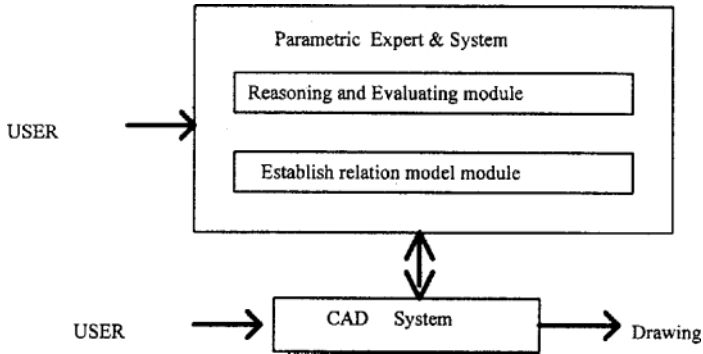 Parametric Expert & System
Reasoning and Evaluating module
USER
Establish relation model module
CAD System
USER
Drawing